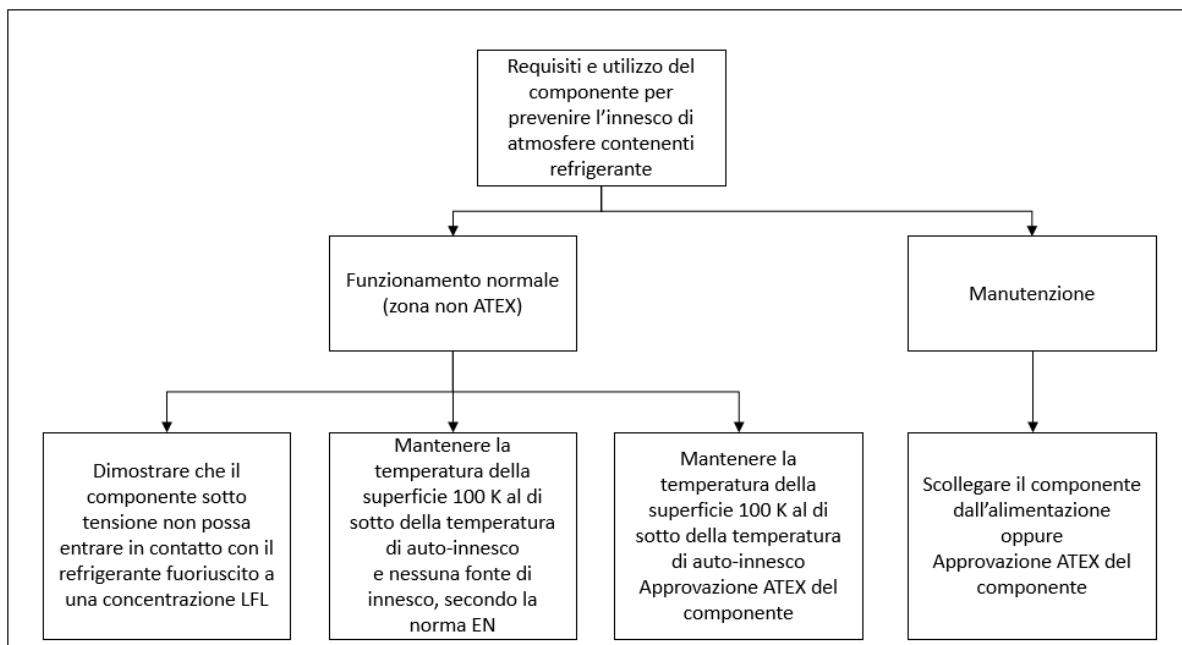 Requisiti e utilizzo del
componente per
prevenire l'innesco di
atmosfere contenenti
refrigerante
Funzionamento normale
(zona non ATEX)
Manutenzione
Dimostrare che il
componente sotto
tensione non possa
entrare in contatto con il
refrigerante fuoriuscito a
una concentrazione LFL
Mantenere la
temperatura della
superficie 100 K al di
sotto della temperatura
di auto-innesco
e nessuna fonte di
innesco, secondo la
norma EN
Mantenere la
temperatura della
superficie 100 K al di
sotto della temperatura
di auto-innesco
Approvazione ATEX del
componente
Scollegare il componente
dall'alimentazione
oppure
Approvazione ATEX del
componente